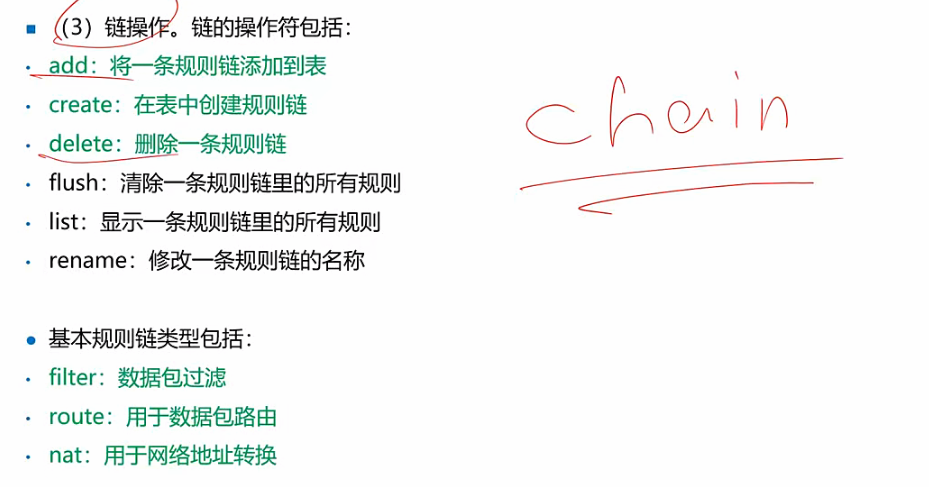 （3）链操作。链的操作符包括：
add：将一条规则链添加到表
create：在表中创建规则链
delete：删除一条规则链
flush：清除一条规则链里的所有规则
list：显示一条规则链里的所有规则
rename：修改一条规则链的名称
chain
基本规则链类型包括：
filter：数据包过滤
route：用于数据包路由
nat：用于网络地址转换